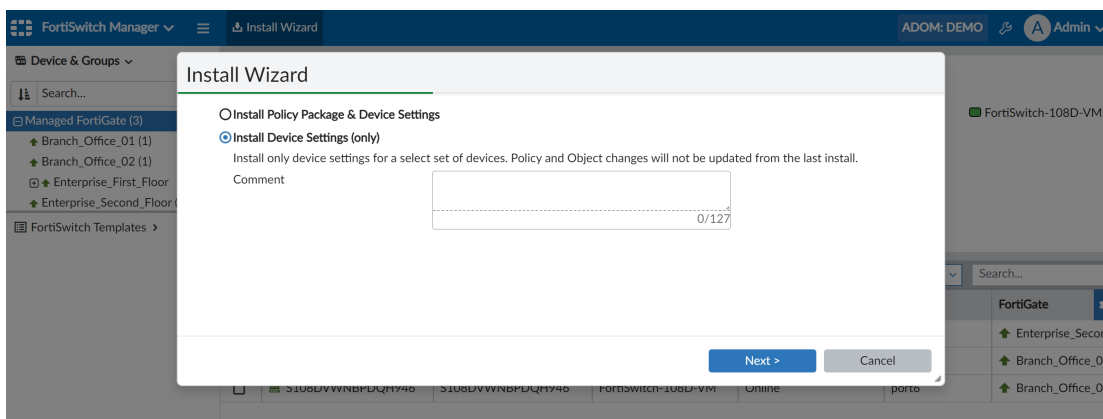 FortiSwitch Manager
Install Wizard
ADOM: DEMO
A
Admin
Device & Groups
Search...
Managed FortiGate (3)
Branch_Office_01 (1)
Branch_Office_02 (1)
Enterprise_First_Floor
Enterprise_Second_Floor
FortiSwitch Templates >
Install Wizard
Install Policy Package & Device Settings
Install Device Settings (only)
Install only device settings for a select set of devices. Policy and Object changes will not be updated from the last install.
Comment
0/127
Next >
Cancel
FortiSwitch-108D-VM
Search...
FortiGate
Enterprise_Secon
Branch_Office_0
S108DVWNBPDQH946 S108DVWNBPDQH946 FortiSwitch-108D-VM Online port6 Branch_Office_0